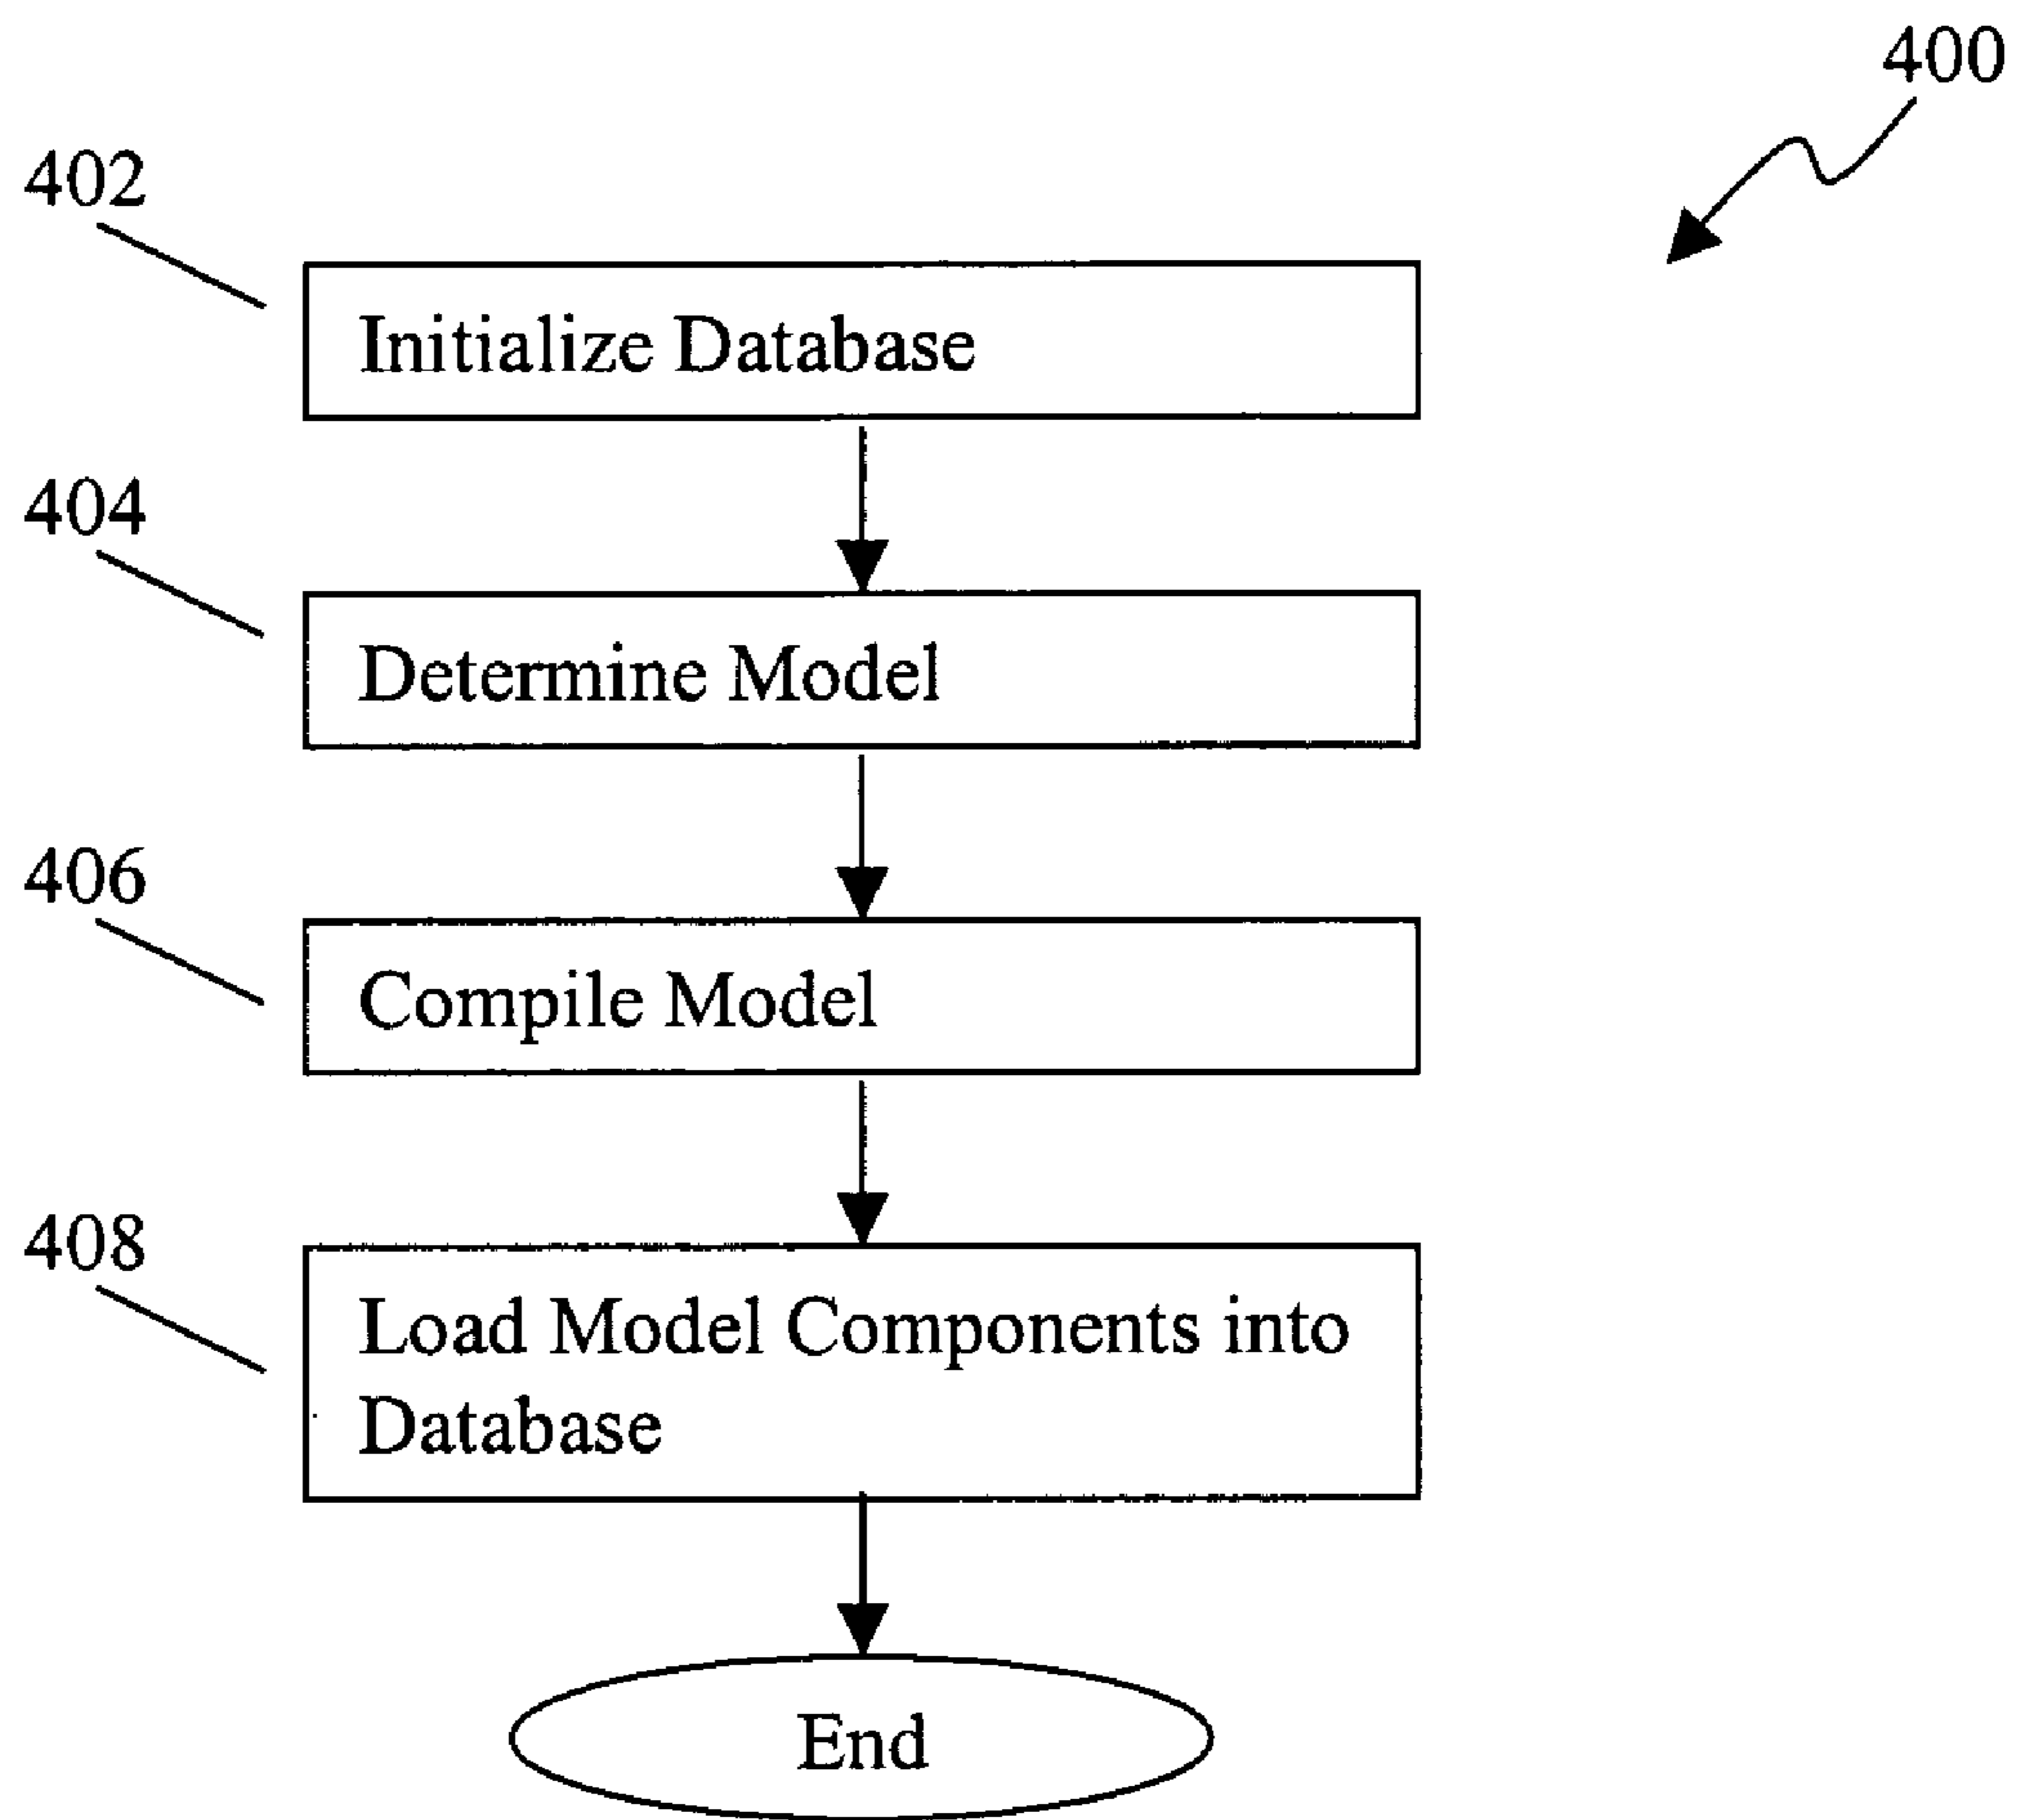 400
402
Initialize Database
404
Determine Model
406
Compile Model
408
Load Model Components into
Database
End